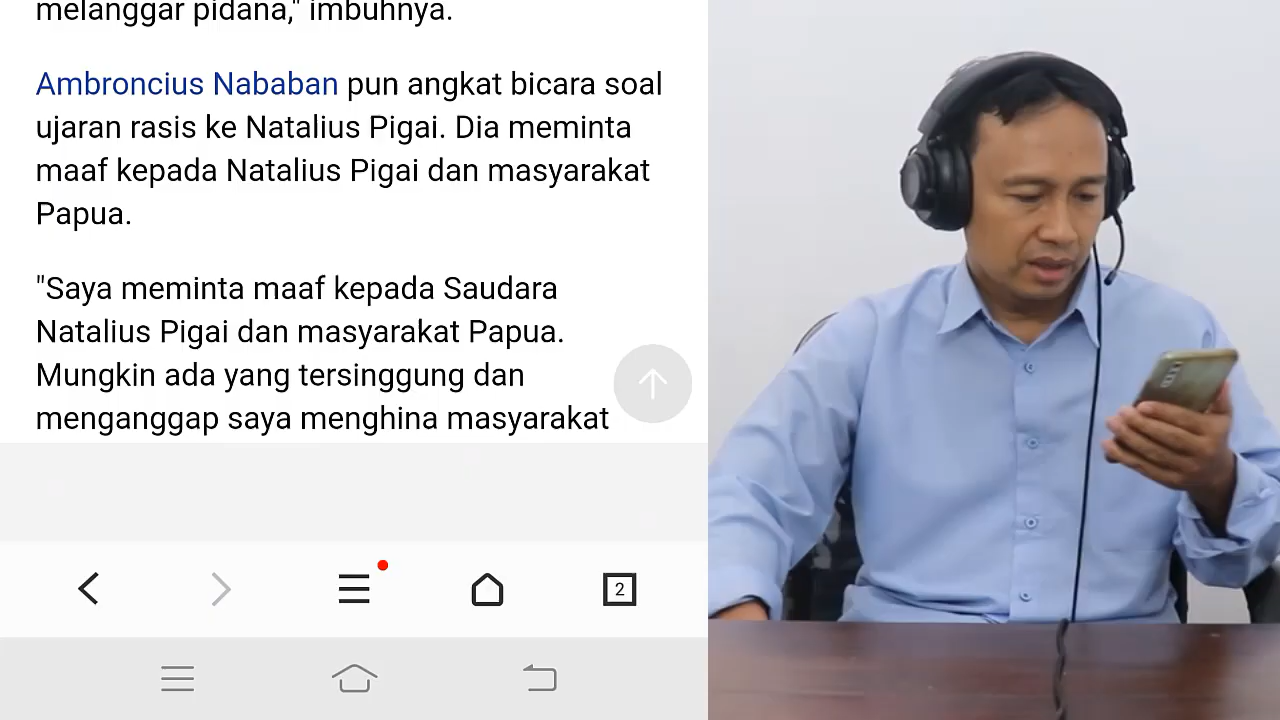 melanggar pidana," imbuhnya.
Ambroncius Nababan pun angkat bicara soal
ujaran rasis ke Natalius Pigai. Dia meminta
maaf kepada Natalius Pigai dan masyarakat
Papua.
"Saya meminta maaf kepada Saudara
Natalius Pigai dan masyarakat Papua.
Mungkin ada yang tersinggung dan
menganggap saya menghina masyarakat
2